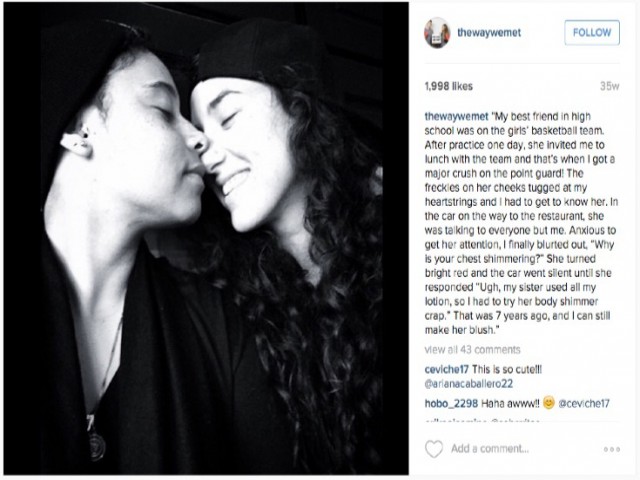 thewaywemet
FOLLOW
1,998 likes
35w
thewaywemet "My best friend in high
school was on the girls' basketball team.
After practice one day, she invited me to
lunch with the team and that's when I got a
major crush on the point guard! The
freckles on her cheeks tugged at my
heartstrings and I had to get to know her. In
the car on the way to the restaurant, she
was talking to everyone but me. Anxious to
get her attention, I finally blurted out, "Why
is your chest shimmering?" She turned
bright red and the car went silent until she
responded "Ugh, my sister used all my
lotion, so I had to try her body shimmer
crap." That was 7 years ago, and I can still
make her blush."
view all 43 comments
ceviche17 This is so cute!!!
@arianacaballero22
hobo_2298 Haha awww!! 😊 @ceviche17
Add a comment...